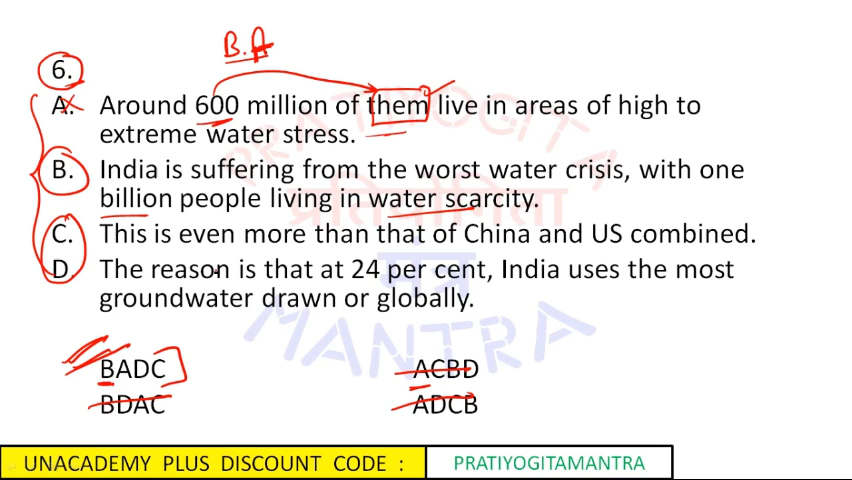 B.A
6.
A. Around 600 million of them live in areas of high to
extreme water stress.
B. India is suffering from the worst water crisis, with one
billion people living in water scarcity.
C. This is even more than that of China and US combined.
D. The reason is that at 24 per cent, India uses the most
groundwater drawn or globally.
PRATIYOGITA
प्रतियोगिता
मंत्र
MANTRA
BADC ACBD
BDAC ADCB
UNACADEMY PLUS DISCOUNT CODE : PRATIYOGITAMANTRA